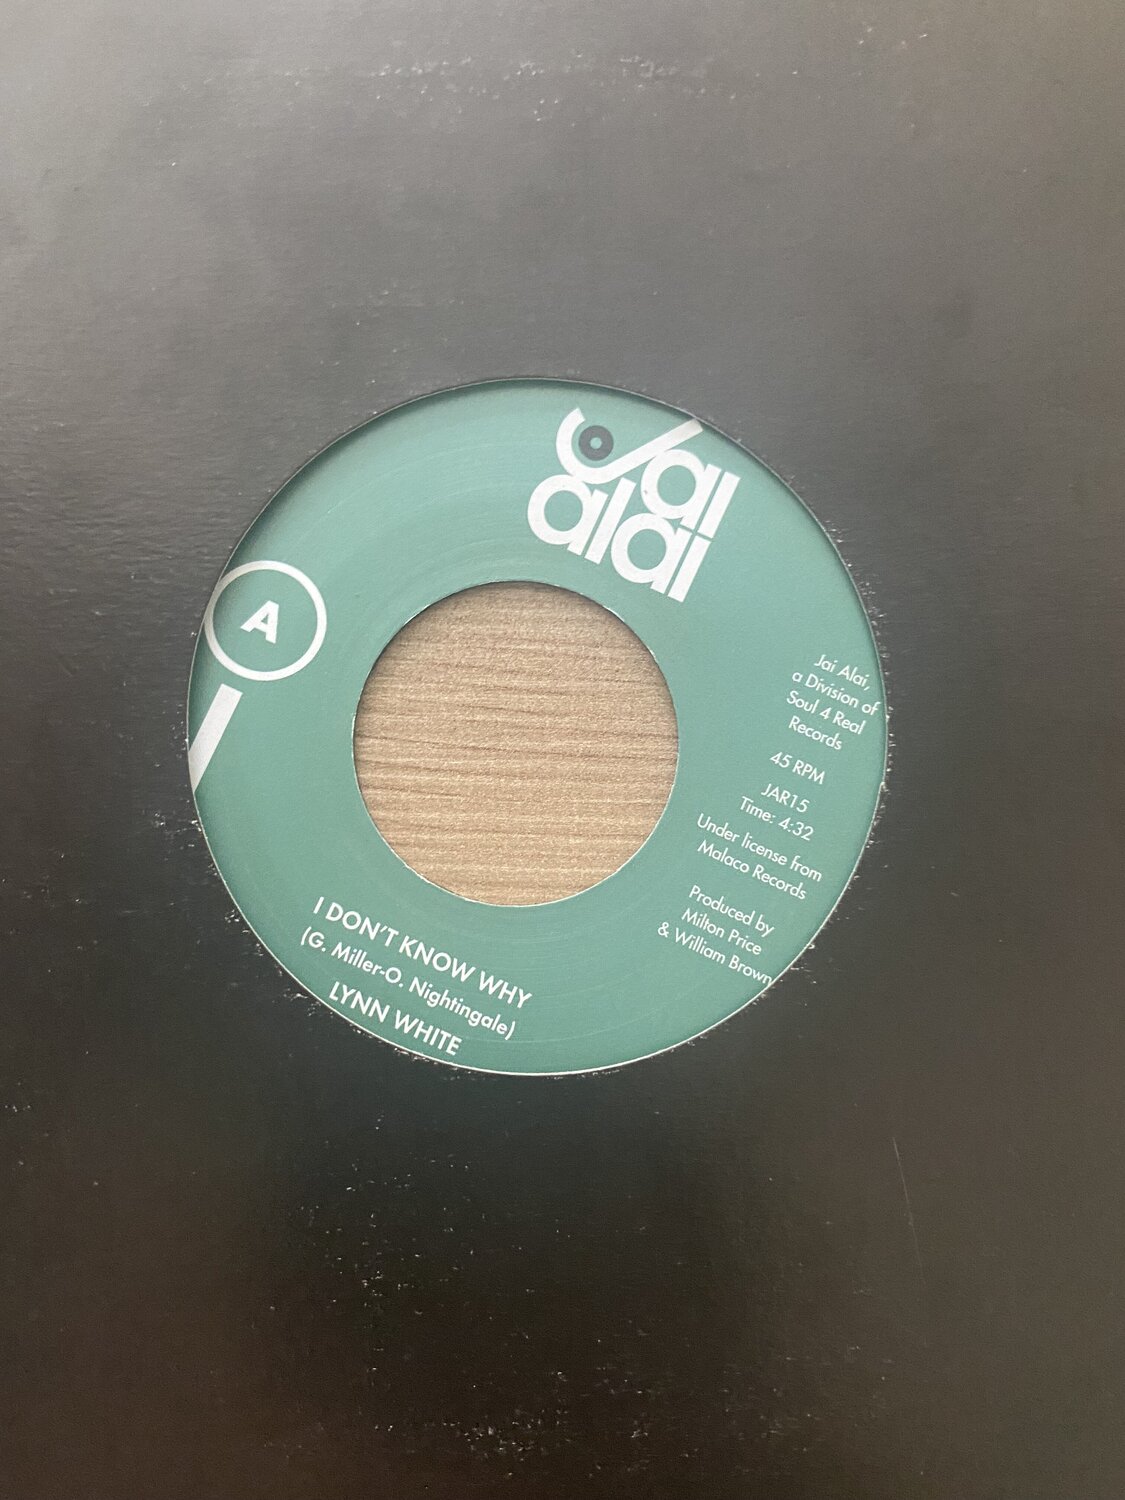 Jai
alai
A
Jai Alai,
a Division of
Soul 4 Real
Records
45 RPM
JAR15
Time: 4:32
Under license from
Malaco Records
Produced by
Milton Price
& William Brown
I DON'T KNOW WHY
(G. Miller-O. Nightingale)
LYNN WHITE